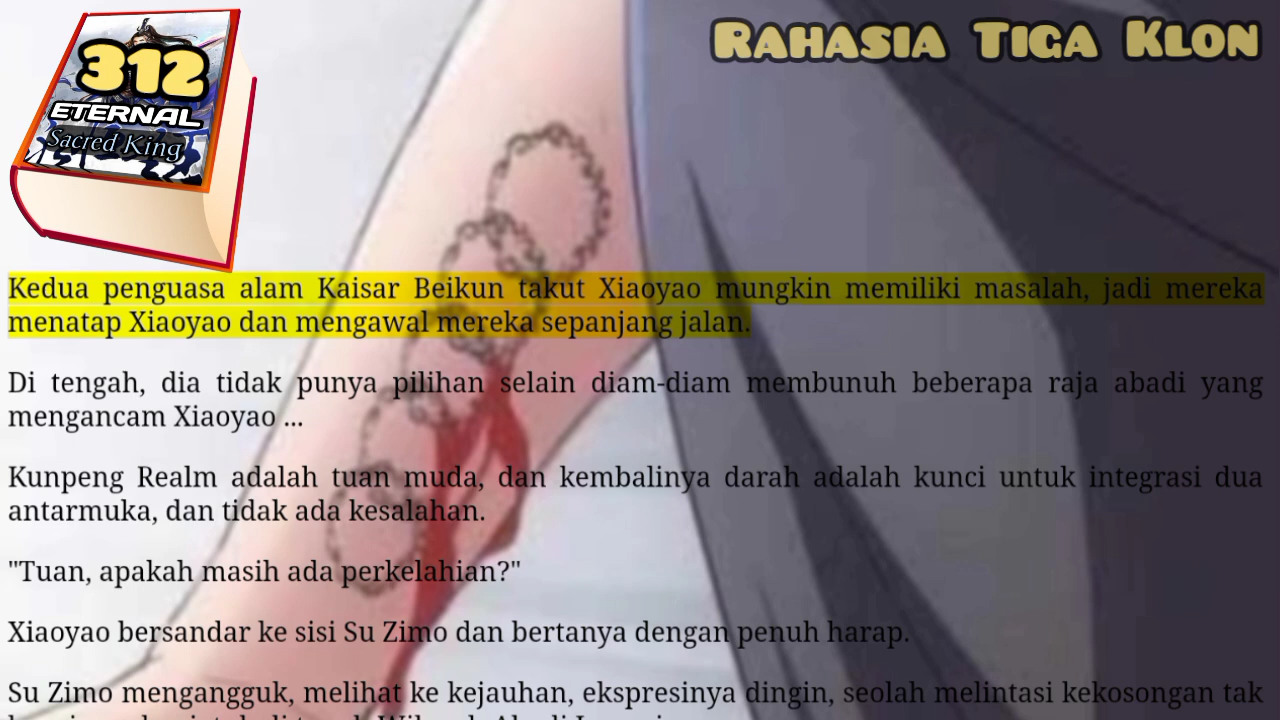 312
ETERNAL
Sacred King
Rahasia Tiga Klon
Kedua penguasa alam Kaisar Beikun takut Xiaoyao mungkin memiliki masalah, jadi mereka
menatap Xiaoyao dan mengawal mereka sepanjang jalan.
Di tengah, dia tidak punya pilihan selain diam-diam membunuh beberapa raja abadi yang
mengancam Xiaoyao ...
Kunpeng Realm adalah tuan muda, dan kembalinya darah adalah kunci untuk integrasi dua
antarmuka, dan tidak ada kesalahan.
"Tuan, apakah masih ada perkelahian?"
Xiaoyao bersandar ke sisi Su Zimo dan bertanya dengan penuh harap.
Su Zimo mengangguk, melihat ke kejauhan, ekspresinya dingin, seolah melintasi kekosongan tak